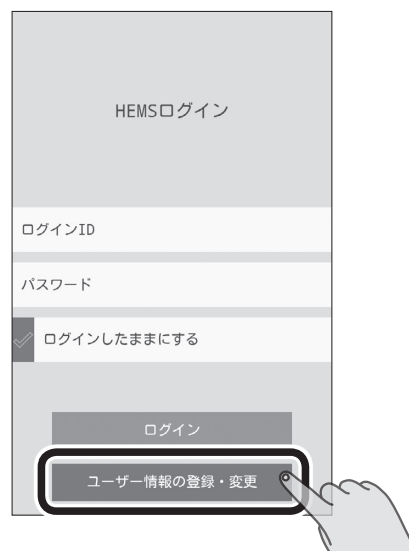 HEMSログイン
ログインID
パスワード
ログインしたままにする
ログイン
ユーザー情報の登録・変更